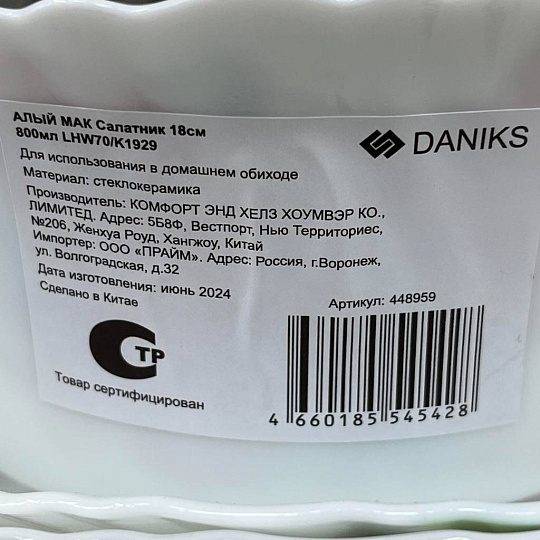 АЛЫЙ МАК Салатник 18см
800мл LHW70/K1929
DANIKS
Для использования в домашнем обиходе
Материал: стеклокерамика
Производитель: КОМФОРТ ЭНД ХЕЛЗ ХОУМВЭР КО.,
ЛИМИТЕД. Адрес: 5Б8Ф, Вестпорт, Нью Территориес,
№206, Женхуа Роуд, Хангжоу, Китай
Импортер: ООО «ПРАЙМ». Адрес: Россия, г.Воронеж,
ул. Волгоградская, д.32
Дата изготовления: июнь 2024
Сделано в Китае
Артикул: 448959
ТР
Товар сертифицирован
4 660185 545428